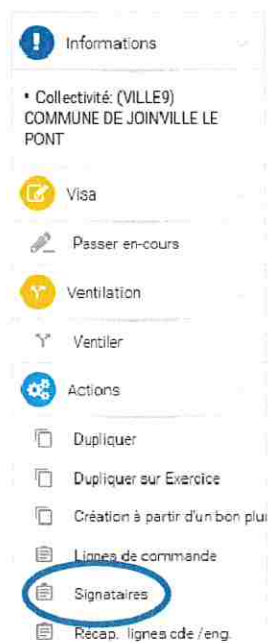 Informations
• Collectivité: (VILLE9)
COMMUNE DE JOINVILLE LE
PONT
Visa
Passer en-cours
Ventilation
Ventiler
Actions
Dupliquer
Dupliquer sur Exercice
Création à partir d'un bon plui
Lignes de commande
Signataires
Récap. lignes cde /eng.